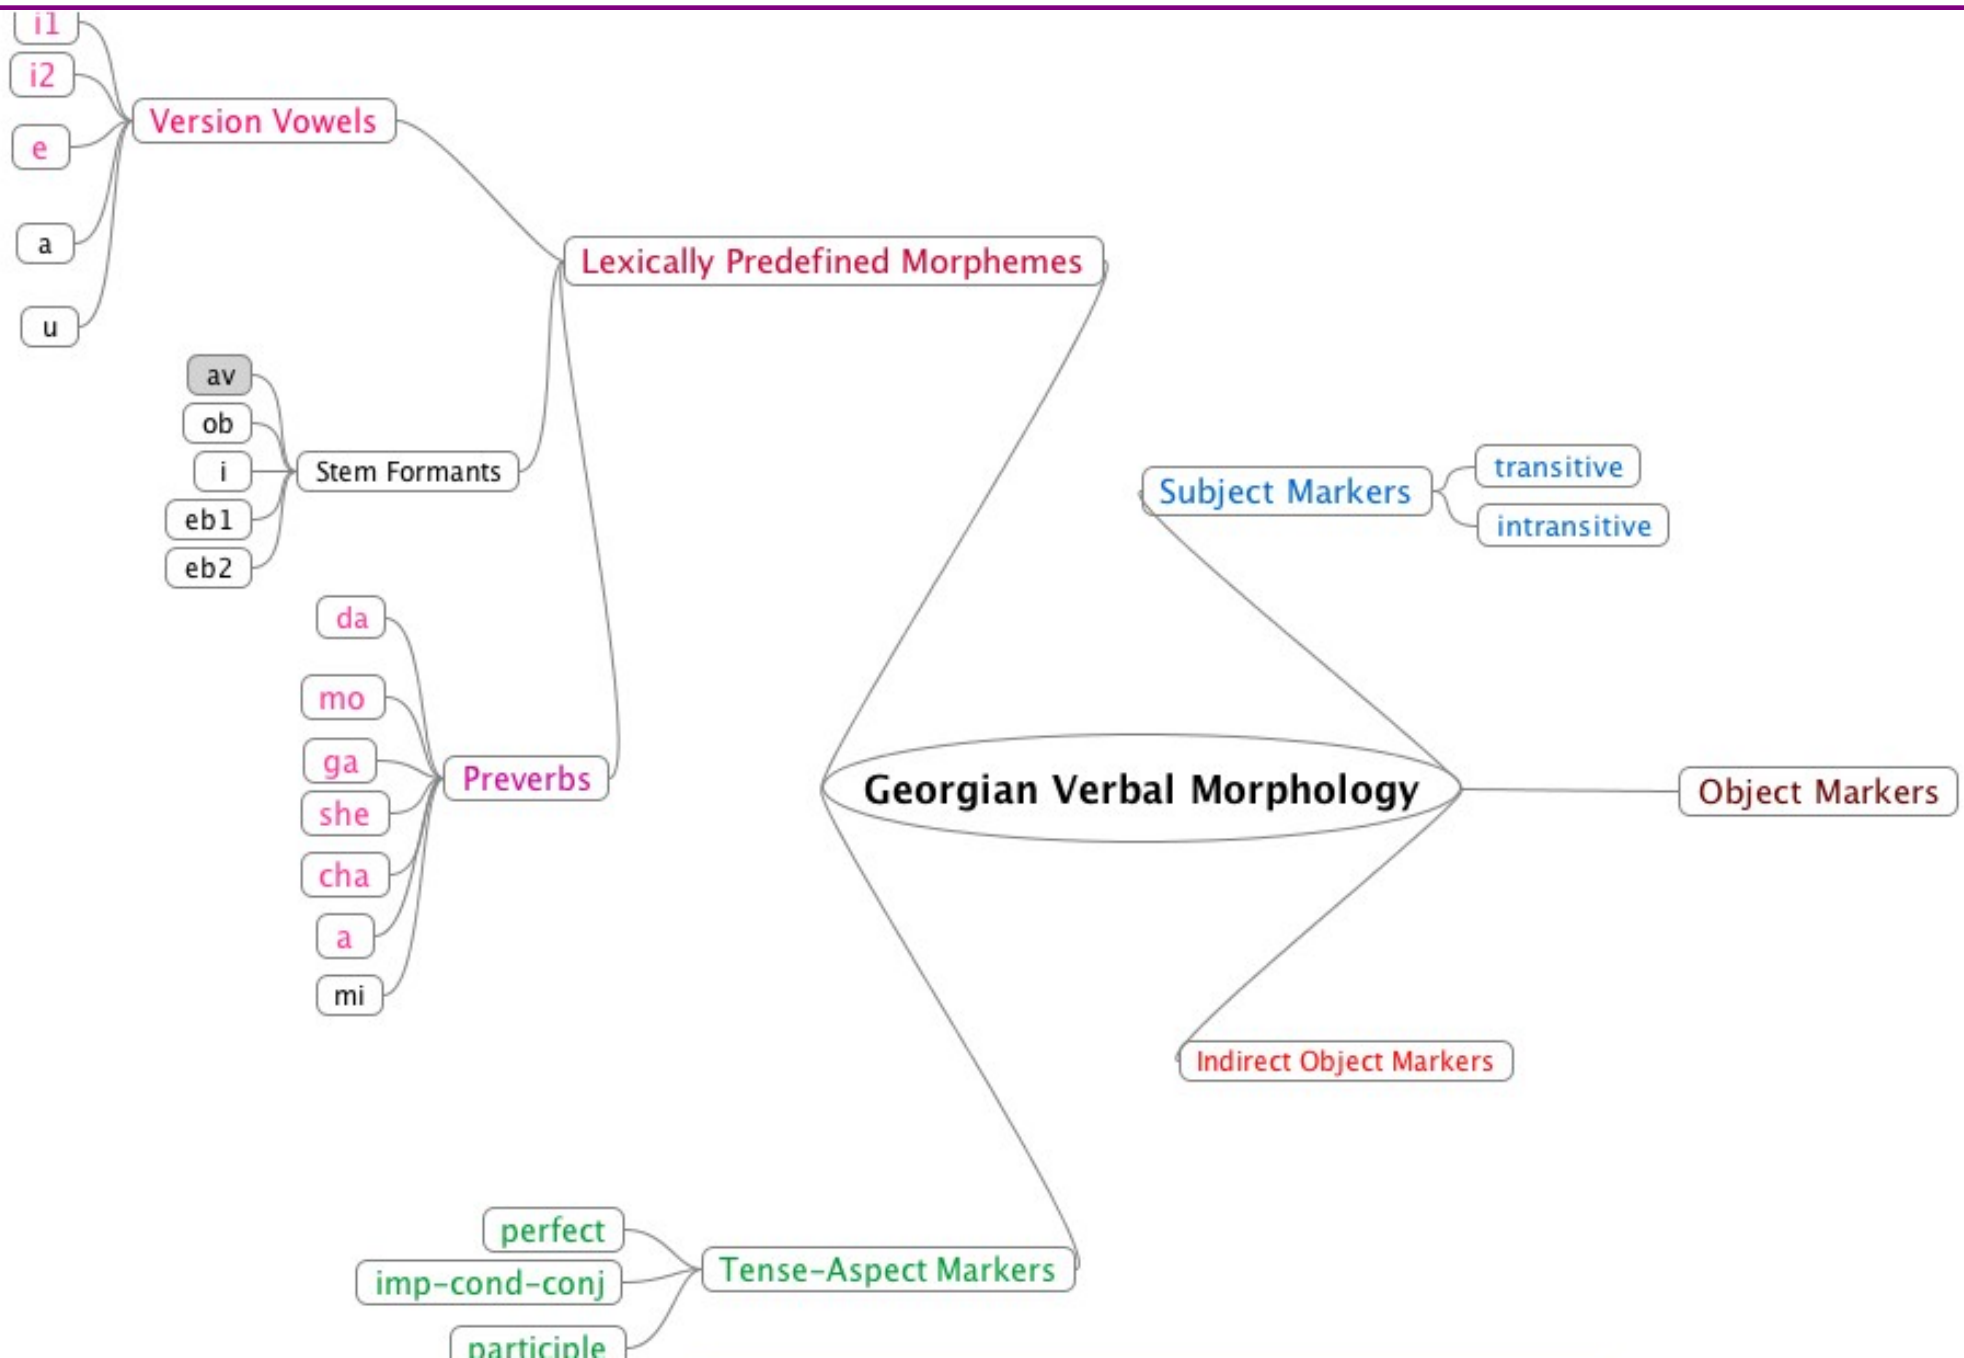 i1
i2
Version Vowels
e
a
u
Lexically Predefined Morphemes
av
ob
i
Stem Formants
eb1
eb2
da
mo
ga
Preverbs
she
cha
a
mi
Subject Markers
transitive
intransitive
Georgian Verbal Morphology
Object Markers
Indirect Object Markers
perfect
Tense-Aspect Markers
imp-cond-conj
participle